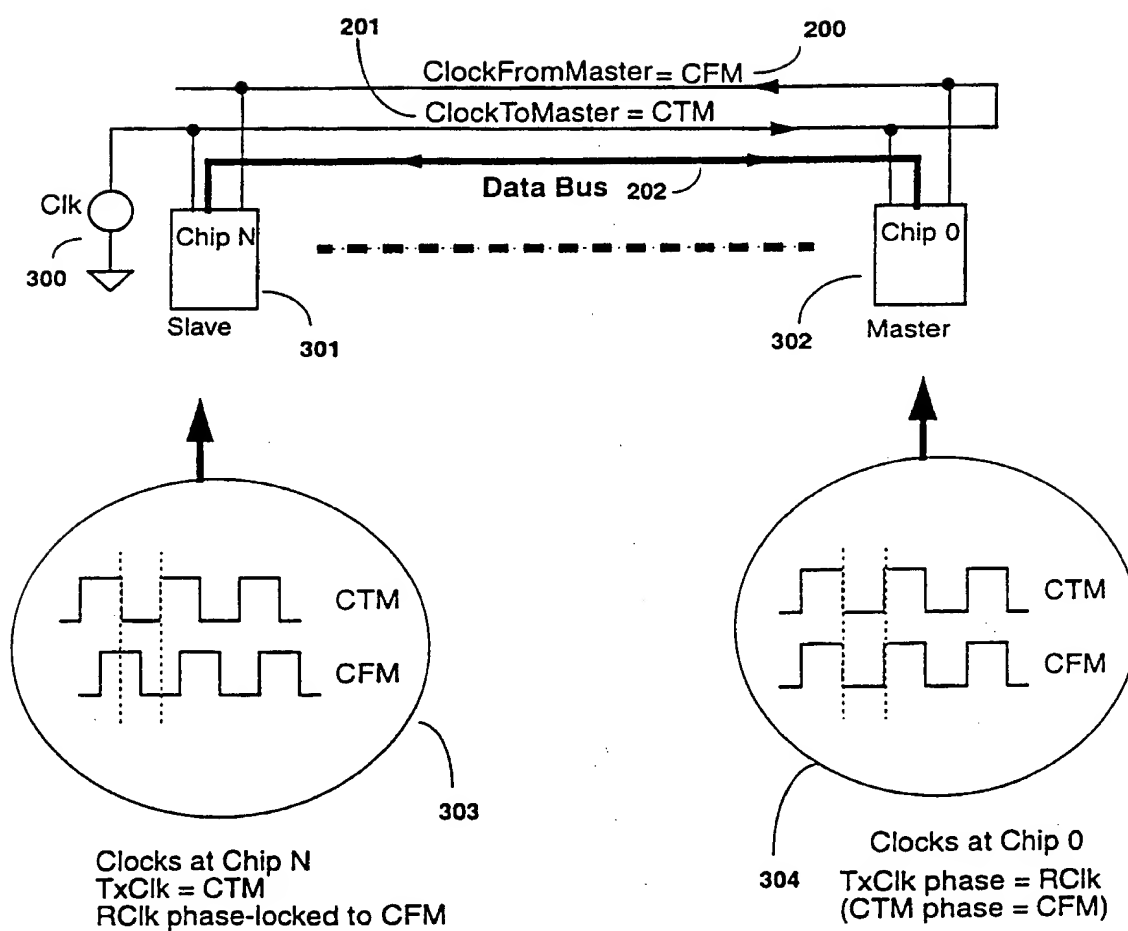 201
200
ClockFromMaster = CFM
ClockToMaster = CTM
Data Bus 202
Clk
300
Chip N
Chip 0
Slave
301
302
Master
CTM
CFM
303
CTM
CFM
304
Clocks at Chip N
TxClk = CTM
RClk phase-locked to CFM
Clocks at Chip 0
TxClk phase = RClk
(CTM phase = CFM)